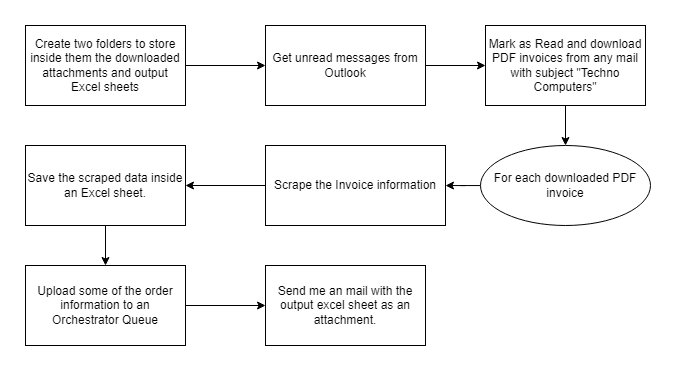 Create two folders to store
inside them the downloaded
attachments and output
Excel sheets
Get unread messages from
Outlook
Mark as Read and download
PDF invoices from any mail
with subject "Techno
Computers"
For each downloaded PDF
invoice
Scrape the Invoice information
Save the scraped data inside
an Excel sheet.
Upload some of the order
information to an
Orchestrator Queue
Send me an mail with the
output excel sheet as an
attachment.